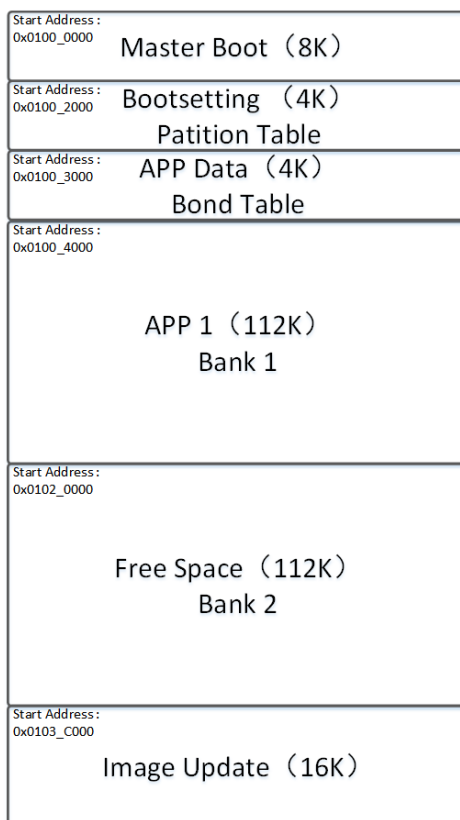 Start Address:
0x0100_0000
Master Boot（8K）
Start Address:
0x0100_2000
Bootsetting （4K）
Patition Table
Start Address:
0x0100_3000
APP Data（4K）
Bond Table
Start Address:
0x0100_4000
APP 1（112K）
Bank 1
Start Address:
0x0102_0000
Free Space（112K）
Bank 2
Start Address:
0x0103_C000
Image Update（16K）